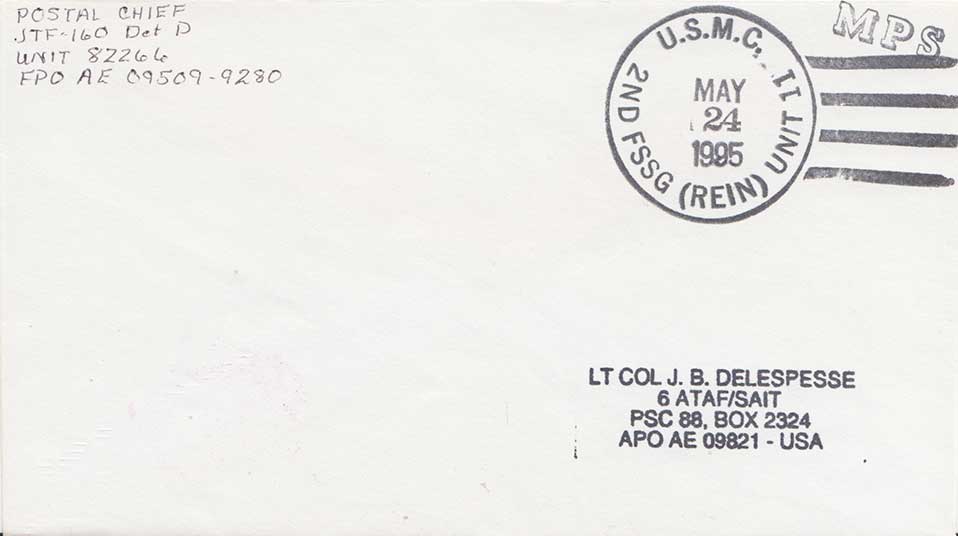 POSTAL CHIEF
JTF-160 Det D
UNIT 82266
FPO AE 09509-9280
MPS
U.S.M.C. 11
2ND FSSG (REIN) UNIT
MAY
24
1995
LT COL J. B. DELESPESSE
6 ATAF/SAIT
PSC 88, BOX 2324
APO AE 09821 - USA